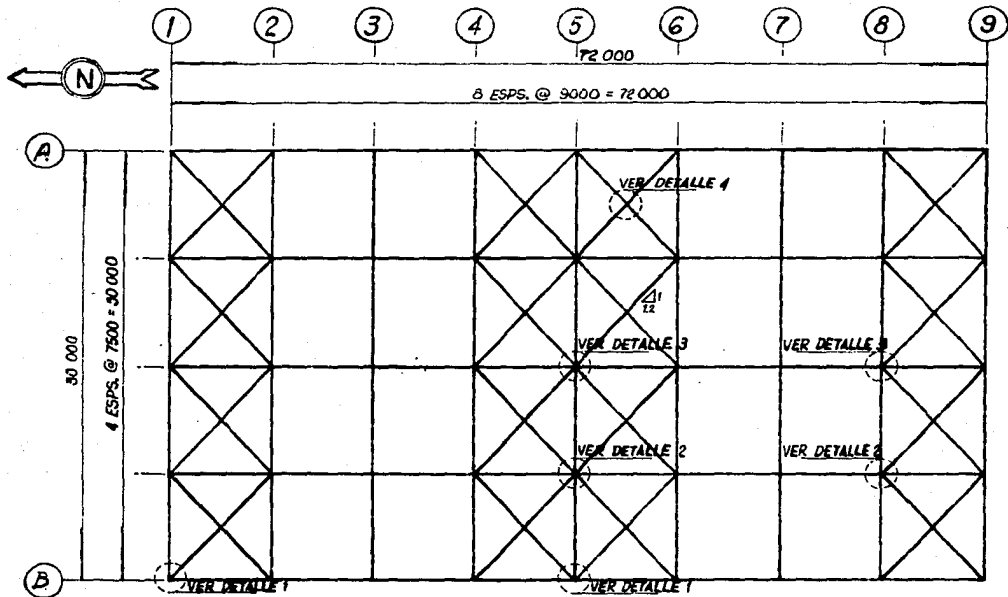 1 2 3 4 5 6 7 8 9
72 000
N
8 ESPS. @ 9000 = 72 000
A
VER DETALLE 4
30 000
4 ESPS. @ 7500 = 30 000
1
VER DETALLE 3
VER DETALLE 3
VER DETALLE 2
VER DETALLE 2
B
VER DETALLE 1
VER DETALLE 1